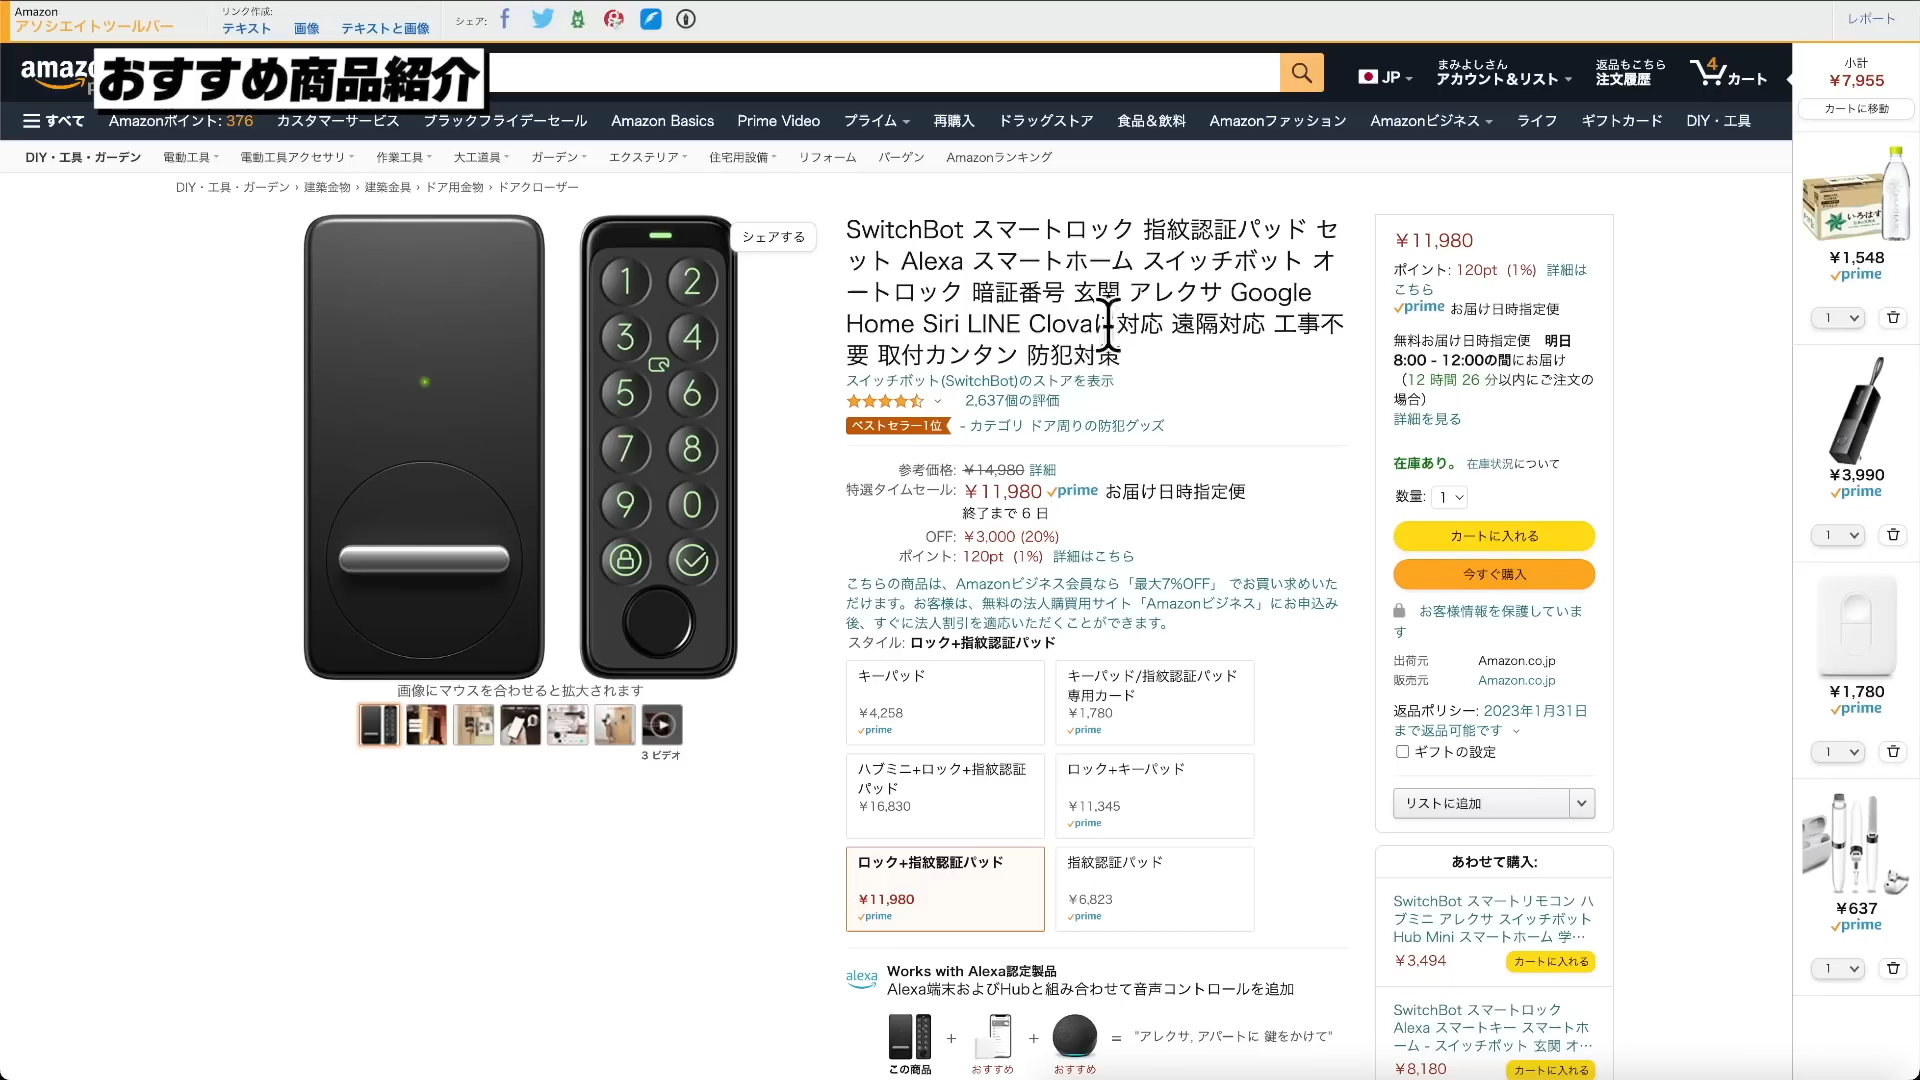 Amazon
アソシエイトツールバー
リンク作成:
テキスト 画像 テキストと画像
シェア:
レポート
amazon
おすすめ商品紹介
JP
まみよしさん
アカウント&リスト
返品もこちら
注文履歴
4
カート
すべて Amazonポイント: 376 カスタマーサービス ブラックフライデーセール Amazon Basics Prime Video プライム 再購入 ドラッグストア 食品&飲料 Amazonファッション Amazonビジネス ライフ ギフトカード DIY・工具
DIY・工具・ガーデン 電動工具 電動工具アクセサリ 作業工具 大工道具 ガーデン エクステリア 住宅用設備 リフォーム バーゲン Amazonランキング
DIY・工具・ガーデン › 建築金物 › 建築金具 › ドア用金物 › ドアクローザー
シェアする
1 2
3 4
5 6
7 8
9 0
画像にマウスを合わせると拡大されます
3 ビデオ
SwitchBot スマートロック 指紋認証パッド セ
ット Alexa スマートホーム スイッチボット オ
ートロック 暗証番号 玄関 アレクサ Google
Home Siri LINE Clovaに対応 遠隔対応 工事不
要 取付カンタン 防犯対策
スイッチボット(SwitchBot)のストアを表示
2,637個の評価
ベストセラー1位 - カテゴリ ドア周りの防犯グッズ
参考価格: ￥14,980 詳細
特選タイムセール: ￥11,980 prime お届け日時指定便
終了まで 6 日
OFF: ￥3,000 (20%)
ポイント: 120pt (1%) 詳細はこちら
こちらの商品は、Amazonビジネス会員なら「最大7%OFF」 でお買い求めいた
だけます。お客様は、無料の法人購買用サイト「Amazonビジネス」にお申込み
後、すぐに法人割引を適応いただくことができます。
スタイル: ロック+指紋認証パッド
キーパッド
￥4,258
prime
キーパッド/指紋認証パッド
専用カード
￥1,780
prime
ハブミニ+ロック+指紋認証
パッド
￥16,830
ロック+キーパッド
￥11,345
prime
ロック+指紋認証パッド
￥11,980
prime
指紋認証パッド
￥6,823
prime
alexa
Works with Alexa認定製品
Alexa端末およびHubと組み合わせて音声コントロールを追加
+ + = "アレクサ, アパートに 鍵をかけて"
この商品 おすすめ おすすめ
￥11,980
ポイント: 120pt (1%) 詳細は
こちら
prime お届け日時指定便
無料お届け日時指定便 明日
8:00 - 12:00の間にお届け
（12 時間 26 分以内にご注文の
場合）
詳細を見る
在庫あり。 在庫状況について
数量: 1
カートに入れる
今すぐ購入
お客様情報を保護していま
す
出荷元 Amazon.co.jp
販売元 Amazon.co.jp
返品ポリシー: 2023年1月31日
まで返品可能です
ギフトの設定
リストに追加
あわせて購入:
SwitchBot スマートリモコン ハ
ブミニ アレクサ スイッチボット
Hub Mini スマートホーム 学…
￥3,494 カートに入れる
SwitchBot スマートロック
Alexa スマートキー スマートホ
ーム - スイッチボット 玄関 オ…
￥8,180 カートに入れる
小計
￥7,955
カートに移動
いろはす
￥1,548
prime
1
￥3,990
prime
1
￥1,780
prime
1
￥637
prime
1